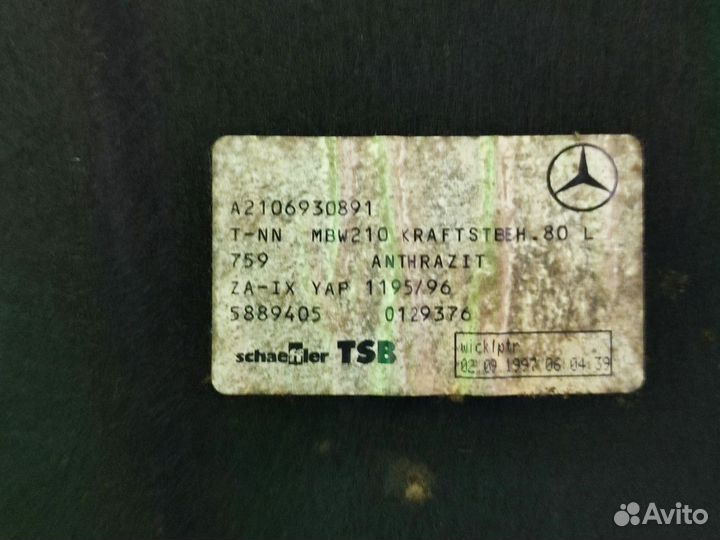 A2106930891
T-NN MBW210 KRAFTSTBEH.80 L
759 ANTHRAZIT
ZA-IX YAP 1195/96
5889405 0129376
schaeffler TSB
wicklptr
02 09 1997 06 04 39
Avito